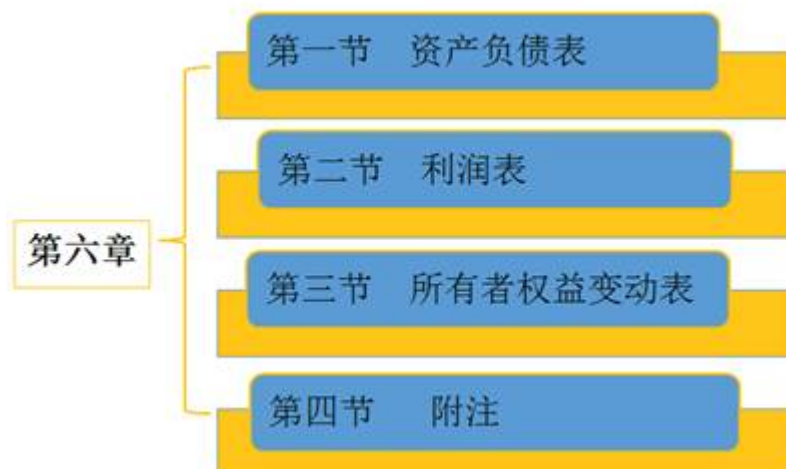 第六章
第一节 资产负债表
第二节 利润表
第三节 所有者权益变动表
第四节 附注